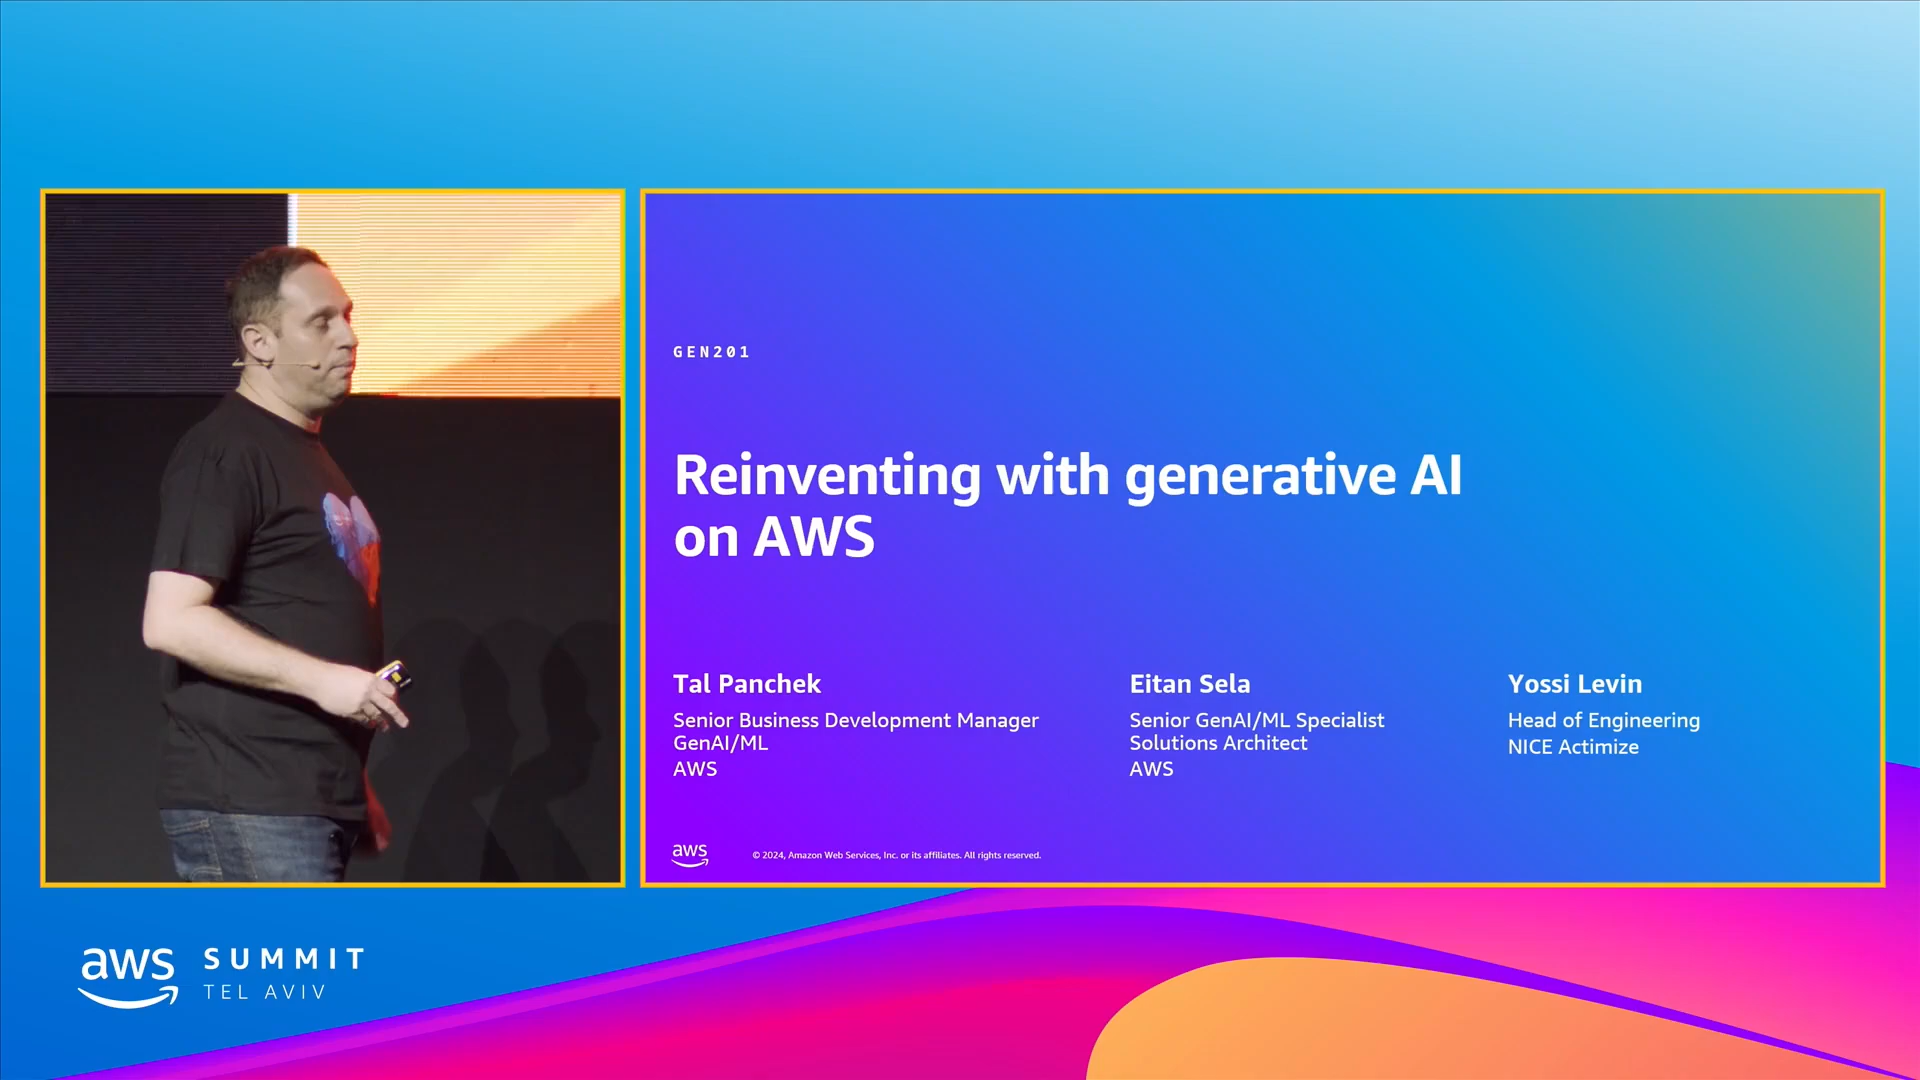 GEN201
Reinventing with generative AI
on AWS
Tal Panchek
Senior Business Development Manager
GenAI/ML
AWS
Eitan Sela
Senior GenAI/ML Specialist
Solutions Architect
AWS
Yossi Levin
Head of Engineering
NICE Actimize
aws
© 2024, Amazon Web Services, Inc. or its affiliates. All rights reserved.
aws SUMMIT
TEL AVIV